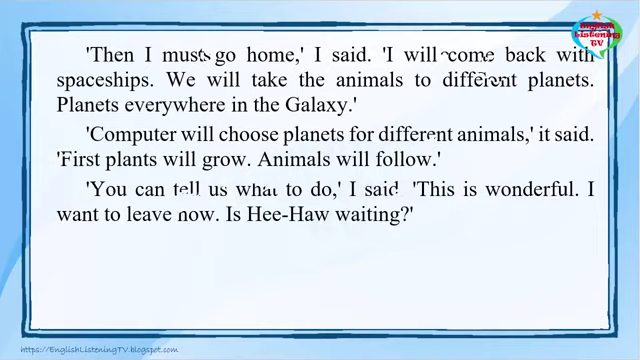 English
Listening
TV
'Then I must go home,' I said. 'I will come back with
spaceships. We will take the animals to different planets.
Planets everywhere in the Galaxy.'
'Computer will choose planets for different animals,' it said.
'First plants will grow. Animals will follow.'
'You can tell us what to do,' I said. 'This is wonderful. I
want to leave now. Is Hee-Haw waiting?'
https://EnglishListeningTV.blogspot.com